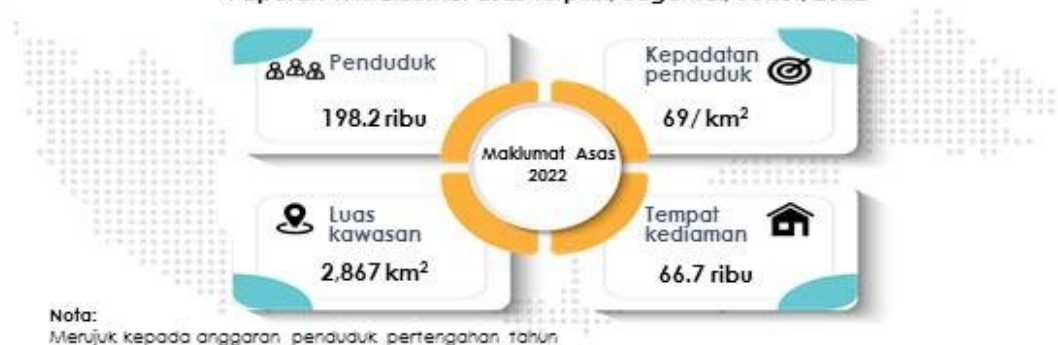 Penduduk
198.2 ribu
Kepadatan
penduduk
69/ km²
Maklumat Asas
2022
Luas
kawasan
2,867 km²
Tempat
kediaman
66.7 ribu
Nota:
Merujuk kepada anggaran penduduk pertengahan tahun